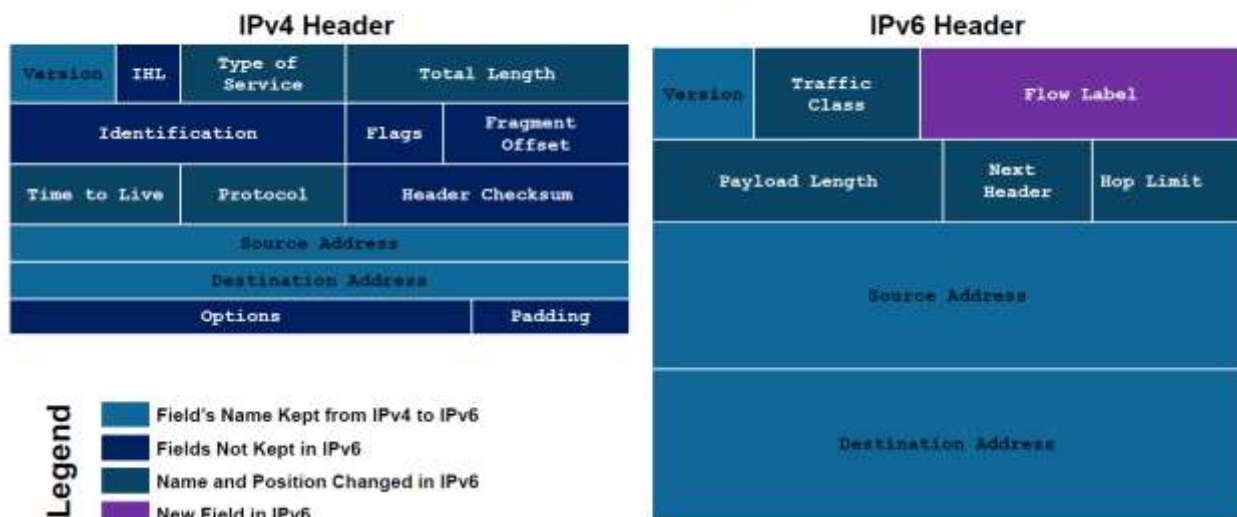 IPv4 Header
Version IHL Type of Service Total Length
Identification Flags Fragment Offset
Time to Live Protocol Header Checksum
Source Address
Destination Address
Options Padding
IPv6 Header
Version Traffic Class Flow Label
Payload Length Next Header Hop Limit
Source Address
Destination Address
Legend
Field's Name Kept from IPv4 to IPv6
Fields Not Kept in IPv6
Name and Position Changed in IPv6
New Field in IPv6